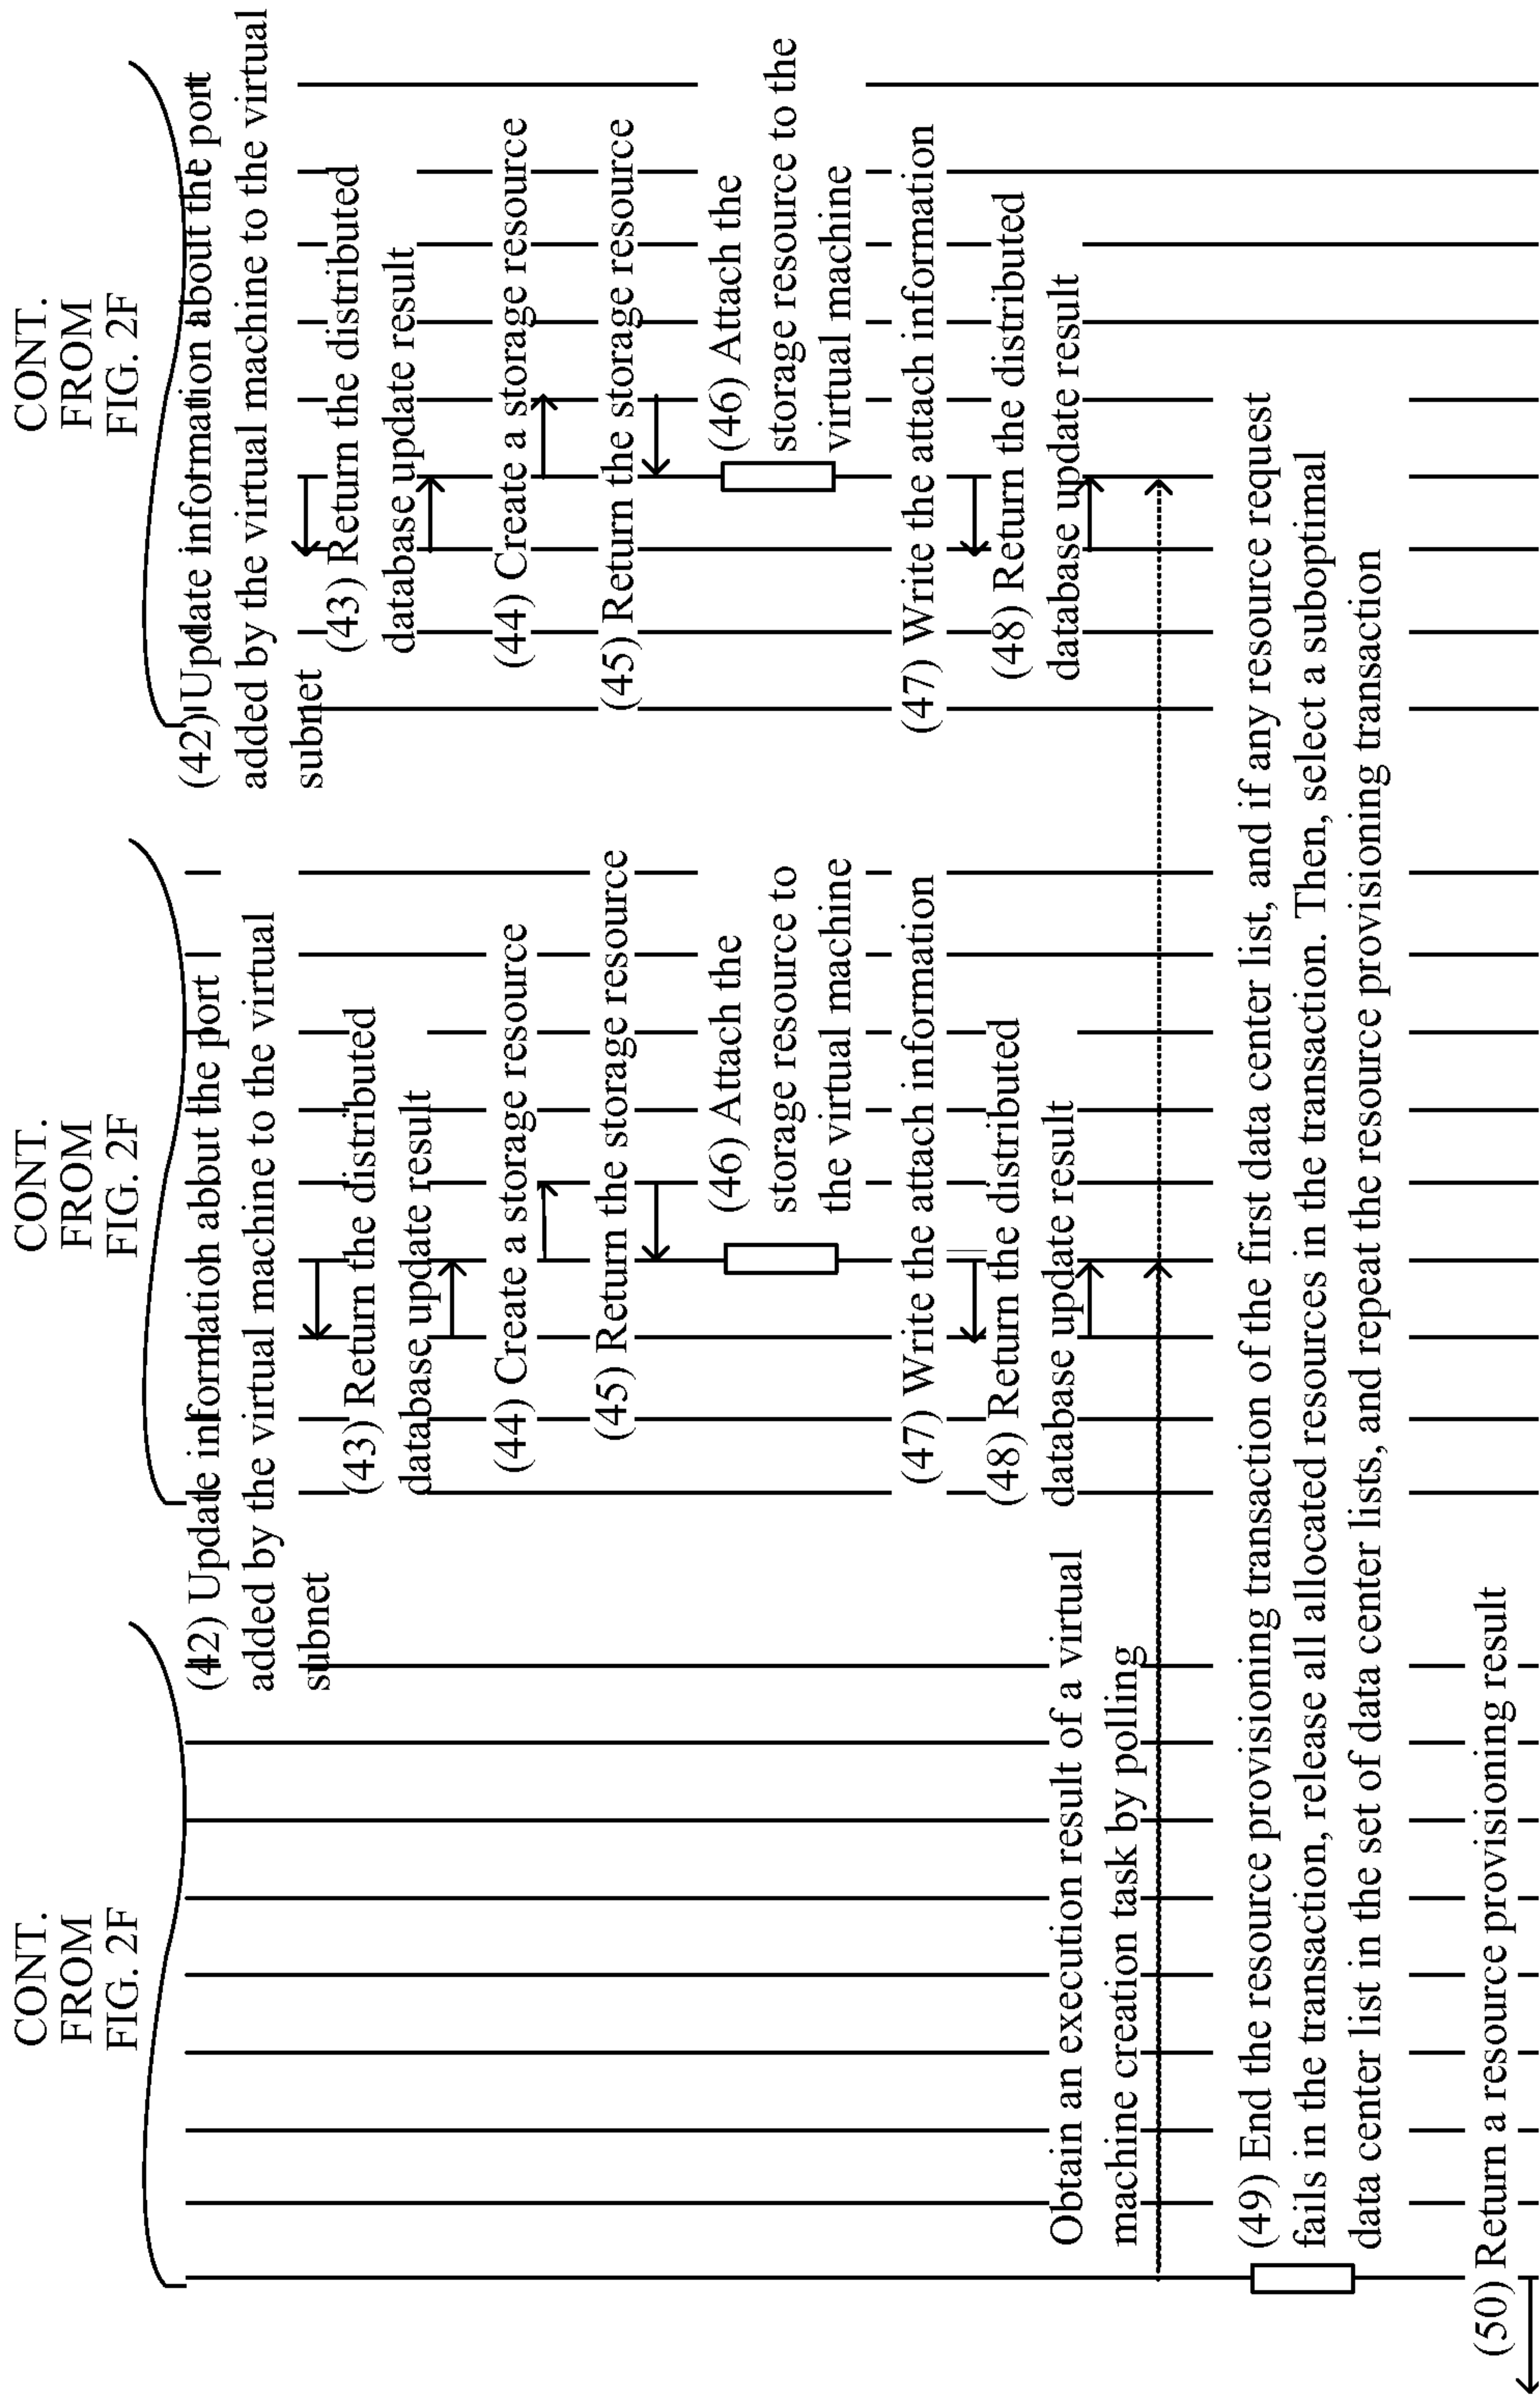 CONT.
FROM
FIG. 2F
CONT.
FROM
FIG. 2F
CONT.
FROM
FIG. 2F
(42) Update information about the port
added by the virtual machine to the virtual
subnet
(42) Update information about the port
added by the virtual machine to the virtual
subnet
(43) Return the distributed
database update result
(43) Return the distributed
database update result
(44) Create a storage resource
(44) Create a storage resource
(45) Return the storage resource
(45) Return the storage resource
(46) Attach the
storage resource to
the virtual machine
(46) Attach the
storage resource to the
virtual machine
(47) Write the attach information
(47) Write the attach information
(48) Return the distributed
database update result
(48) Return the distributed
database update result
Obtain an execution result of a virtual
machine creation task by polling
(49) End the resource provisioning transaction of the first data center list, and if any resource request
fails in the transaction, release all allocated resources in the transaction. Then, select a suboptimal
data center list in the set of data center lists, and repeat the resource provisioning transaction
(50) Return a resource provisioning result